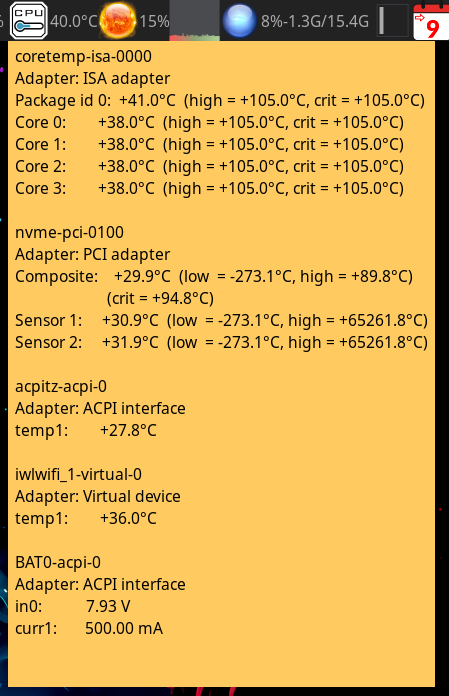 % CPU 40.0°C 15% 8%-1.3G/15.4G 9
coretemp-isa-0000
Adapter: ISA adapter
Package id 0:  +41.0°C  (high = +105.0°C, crit = +105.0°C)
Core 0:        +38.0°C  (high = +105.0°C, crit = +105.0°C)
Core 1:        +38.0°C  (high = +105.0°C, crit = +105.0°C)
Core 2:        +38.0°C  (high = +105.0°C, crit = +105.0°C)
Core 3:        +38.0°C  (high = +105.0°C, crit = +105.0°C)
nvme-pci-0100
Adapter: PCI adapter
Composite:    +29.9°C  (low  = -273.1°C, high = +89.8°C)
(crit = +94.8°C)
Sensor 1:     +30.9°C  (low  = -273.1°C, high = +65261.8°C)
Sensor 2:     +31.9°C  (low  = -273.1°C, high = +65261.8°C)
acpitz-acpi-0
Adapter: ACPI interface
temp1:        +27.8°C
iwlwifi_1-virtual-0
Adapter: Virtual device
temp1:        +36.0°C
BAT0-acpi-0
Adapter: ACPI interface
in0:           7.93 V
curr1:       500.00 mA